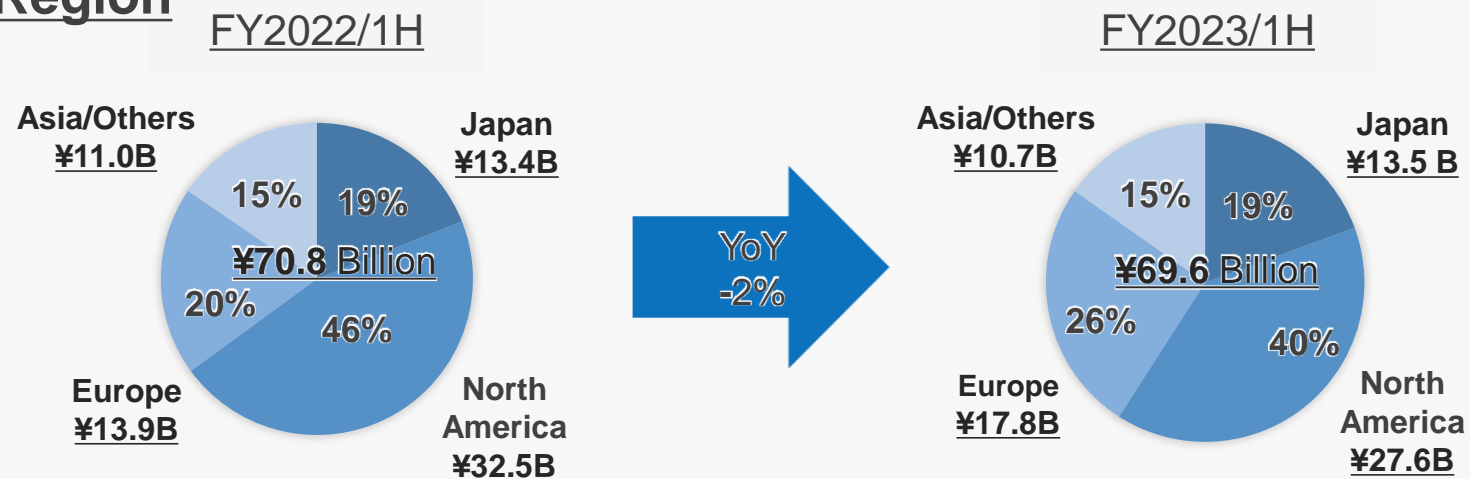 Region
FY2022/1H
Asia/Others
¥11.0B
Japan
¥13.4B
15%
19%
¥70.8 Billion
20%
46%
Europe
¥13.9B
North
America
¥32.5B
YoY
-2%
FY2023/1H
Asia/Others
¥10.7B
Japan
¥13.5 B
15%
19%
¥69.6 Billion
26%
40%
Europe
¥17.8B
North
America
¥27.6B